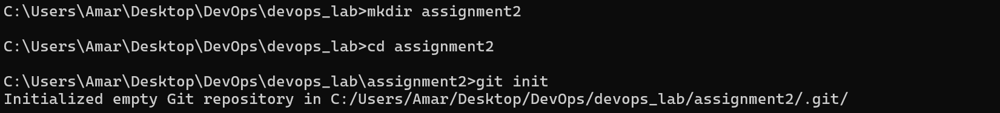 C:\Users\Amar\Desktop\DevOps\devops_lab>mkdir assignment2
C:\Users\Amar\Desktop\DevOps\devops_lab>cd assignment2
C:\Users\Amar\Desktop\DevOps\devops_lab\assignment2>git init
Initialized empty Git repository in C:/Users/Amar/Desktop/DevOps/devops_lab/assignment2/.git/